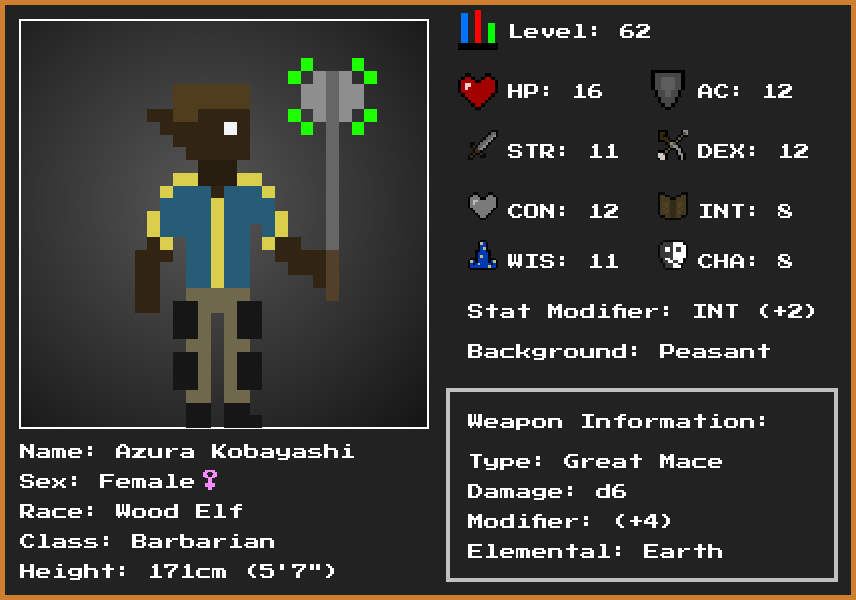 Level: 62
HP: 16 AC: 12
STR: 11 DEX: 12
CON: 12 INT: 8
WIS: 11 CHA: 8
Stat Modifier: INT (+2)
Background: Peasant
Weapon Information:
Type: Great Mace
Damage: d6
Modifier: (+4)
Elemental: Earth
Name: Azura Kobayashi
Sex: Female♀
Race: Wood Elf
Class: Barbarian
Height: 171cm (5'7")